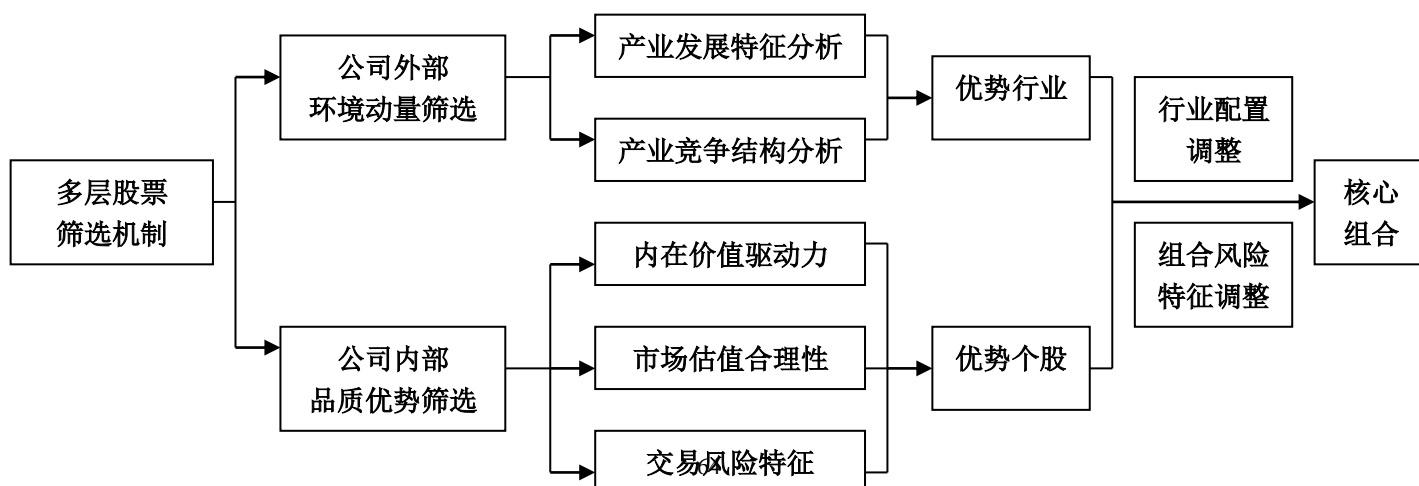 多层股票
筛选机制
公司外部
环境动量筛选
公司内部
品质优势筛选
产业发展特征分析
产业竞争结构分析
内在价值驱动力
市场估值合理性
交易风险特征
优势行业
优势个股
行业配置
调整
组合风险
特征调整
核心
组合